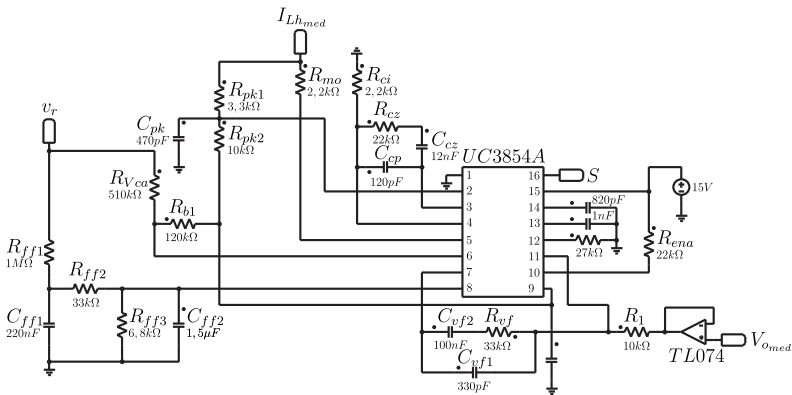 I_{Lh_{med}}
v_r
R_{pk1}
3,3kΩ
R_{mo}
2,2kΩ
R_{ci}
2,2kΩ
C_{pk}
470pF
R_{pk2}
10kΩ
R_{cz}
22kΩ
C_{cz}
12nF
C_{cp}
120pF
UC3854A
R_{Vca}
510kΩ
R_{b1}
120kΩ
1
2
3
4
5
6
7
8
16
15
14
13
12
11
10
9
S
15V
820pF
1nF
27kΩ
R_{ena}
22kΩ
R_{ff1}
1MΩ
R_{ff2}
33kΩ
C_{ff1}
220nF
R_{ff3}
6,8kΩ
C_{ff2}
1,5μF
C_{vf2}
100nF
R_{vf}
33kΩ
C_{vf1}
330pF
R_1
10kΩ
TL074
V_{o_{med}}